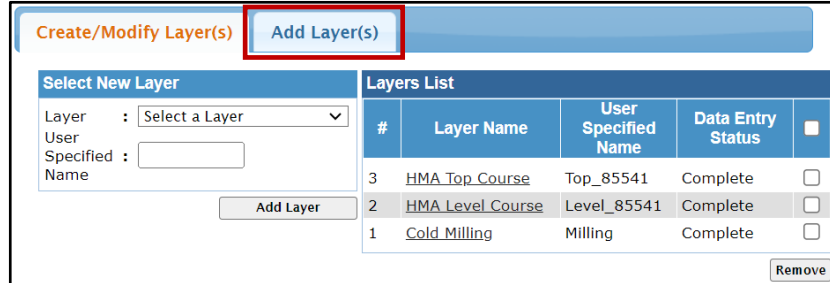 Create/Modify Layer(s) Add Layer(s)
Select New Layer
Layer : Select a Layer
User
Specified :
Name
Add Layer
Layers List
# Layer Name User Specified Name Data Entry Status
3 HMA Top Course Top_85541 Complete
2 HMA Level Course Level_85541 Complete
1 Cold Milling Milling Complete
Remove